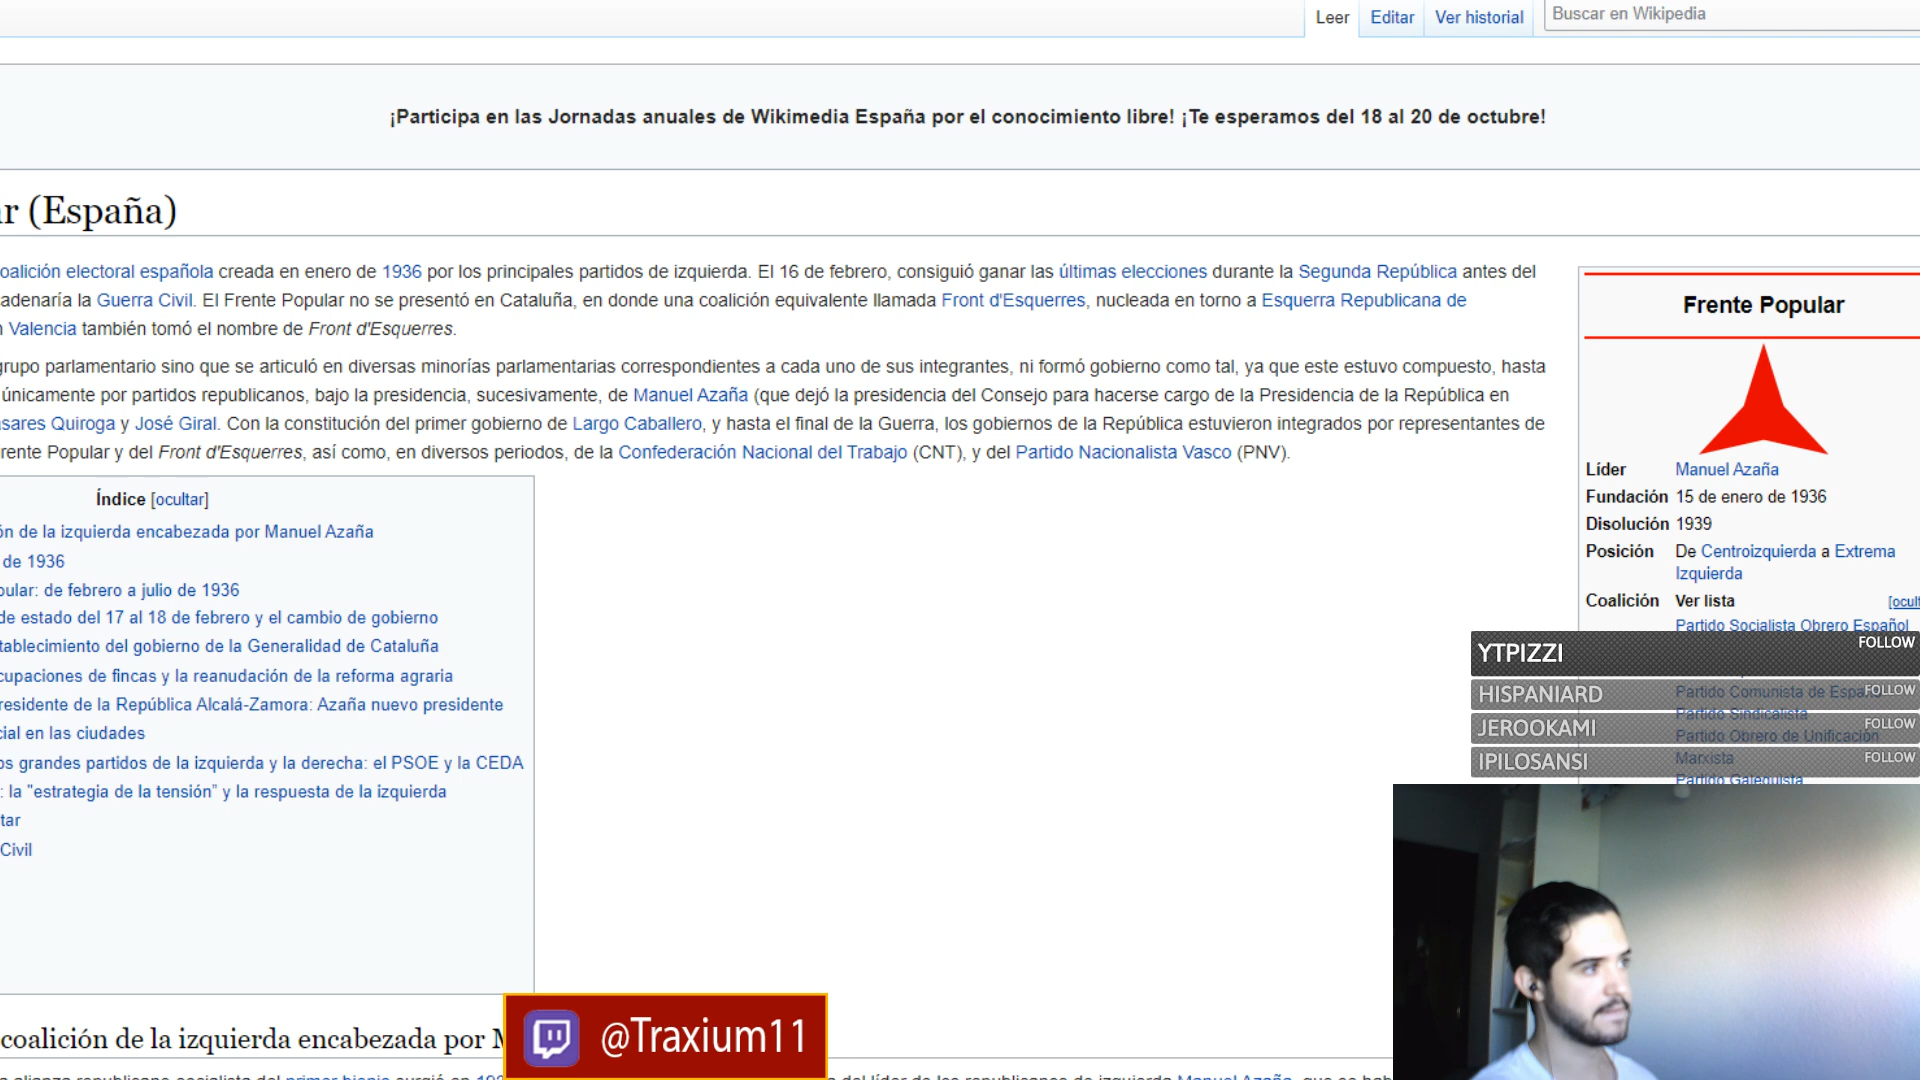 Leer Editar Ver historial Buscar en Wikipedia
¡Participa en las Jornadas anuales de Wikimedia España por el conocimiento libre! ¡Te esperamos del 18 al 20 de octubre!
r (España)
oalición electoral española creada en enero de 1936 por los principales partidos de izquierda. El 16 de febrero, consiguió ganar las últimas elecciones durante la Segunda República antes del
adenaría la Guerra Civil. El Frente Popular no se presentó en Cataluña, en donde una coalición equivalente llamada Front d'Esquerres, nucleada en torno a Esquerra Republicana de
n Valencia también tomó el nombre de Front d'Esquerres.
grupo parlamentario sino que se articuló en diversas minorías parlamentarias correspondientes a cada uno de sus integrantes, ni formó gobierno como tal, ya que este estuvo compuesto, hasta
únicamente por partidos republicanos, bajo la presidencia, sucesivamente, de Manuel Azaña (que dejó la presidencia del Consejo para hacerse cargo de la Presidencia de la República en
sares Quiroga y José Giral. Con la constitución del primer gobierno de Largo Caballero, y hasta el final de la Guerra, los gobiernos de la República estuvieron integrados por representantes de
rente Popular y del Front d'Esquerres, así como, en diversos periodos, de la Confederación Nacional del Trabajo (CNT), y del Partido Nacionalista Vasco (PNV).
Índice [ocultar]
ón de la izquierda encabezada por Manuel Azaña
de 1936
pular: de febrero a julio de 1936
de estado del 17 al 18 de febrero y el cambio de gobierno
tablecimiento del gobierno de la Generalidad de Cataluña
cupaciones de fincas y la reanudación de la reforma agraria
residente de la República Alcalá-Zamora: Azaña nuevo presidente
cial en las ciudades
os grandes partidos de la izquierda y la derecha: el PSOE y la CEDA
: la "estrategia de la tensión" y la respuesta de la izquierda
tar
Civil
coalición de la izquierda encabezada por M
Frente Popular
Líder Manuel Azaña
Fundación 15 de enero de 1936
Disolución 1939
Posición De Centroizquierda a Extrema
Izquierda
Coalición Ver lista [ocult
Partido Socialista Obrero Español
YTPIZZI FOLLOW
HISPANIARD Partido Comunista de Espa FOLLOW
Partido Sindicalista
JEROOKAMI FOLLOW
Partido Obrero de Unificación
Marxista
IPILOSANSI FOLLOW
Partido Galeguista
@Traxium11